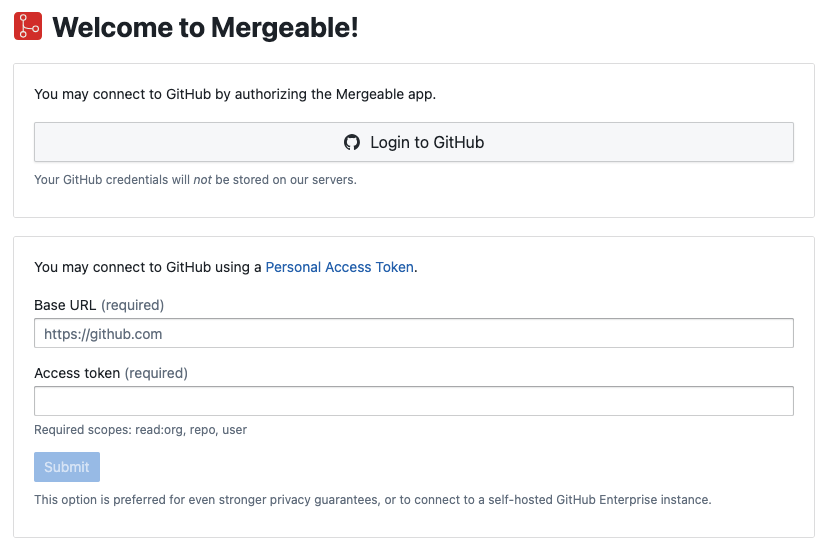 Welcome to Mergeable!
You may connect to GitHub by authorizing the Mergeable app.
Login to GitHub
Your GitHub credentials will not be stored on our servers.
You may connect to GitHub using a Personal Access Token.
Base URL (required)
https://github.com
Access token (required)
Required scopes: read:org, repo, user
Submit
This option is preferred for even stronger privacy guarantees, or to connect to a self-hosted GitHub Enterprise instance.